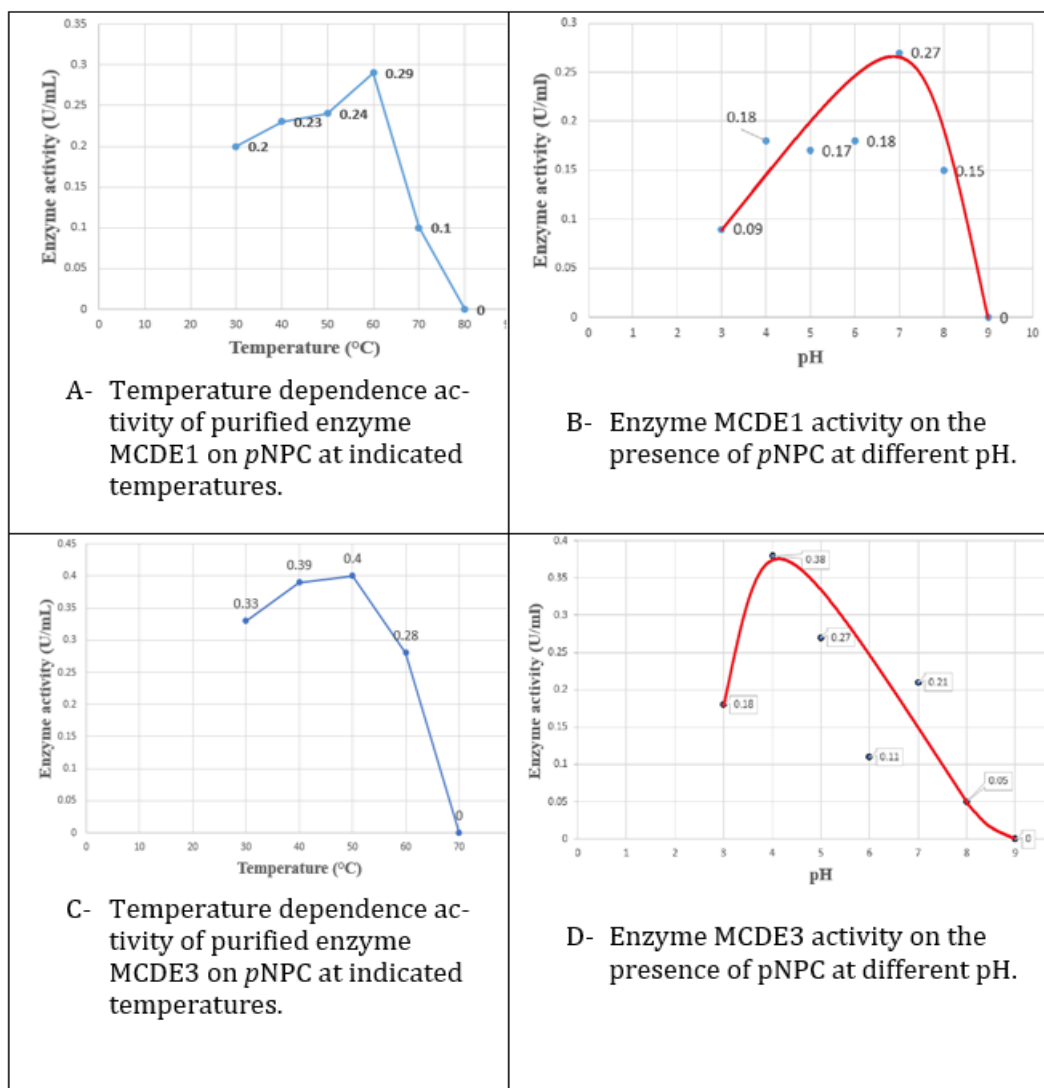 0.35
0.3
0.25
0.2
0.15
0.1
0.05
0
Enzyme activity (U/mL)
0.2
0.23
0.24
0.29
0.1
0
0 10 20 30 40 50 60 70 80
Temperature (°C)
A- Temperature dependence ac-
tivity of purified enzyme
MCDE1 on pNPC at indicated
temperatures.
0.3
0.25
0.2
0.15
0.1
0.05
0
Enzyme activity (U/ml)
0.09
0.18
0.17
0.18
0.27
0.15
0
0 1 2 3 4 5 6 7 8 9 10
pH
B- Enzyme MCDE1 activity on the
presence of pNPC at different pH.
0.45
0.4
0.35
0.3
0.25
0.2
0.15
0.1
0.05
0
Enzyme activity (U/mL)
0.33
0.39
0.4
0.28
0
0 10 20 30 40 50 60 70
Temperature (°C)
C- Temperature dependence ac-
tivity of purified enzyme
MCDE3 on pNPC at indicated
temperatures.
0.4
0.35
0.3
0.25
0.2
0.15
0.1
0.05
0
Enzyme activity (U/ml)
0.18
0.38
0.27
0.11
0.21
0.05
0
0 1 2 3 4 5 6 7 8 9
pH
D- Enzyme MCDE3 activity on the
presence of pNPC at different pH.